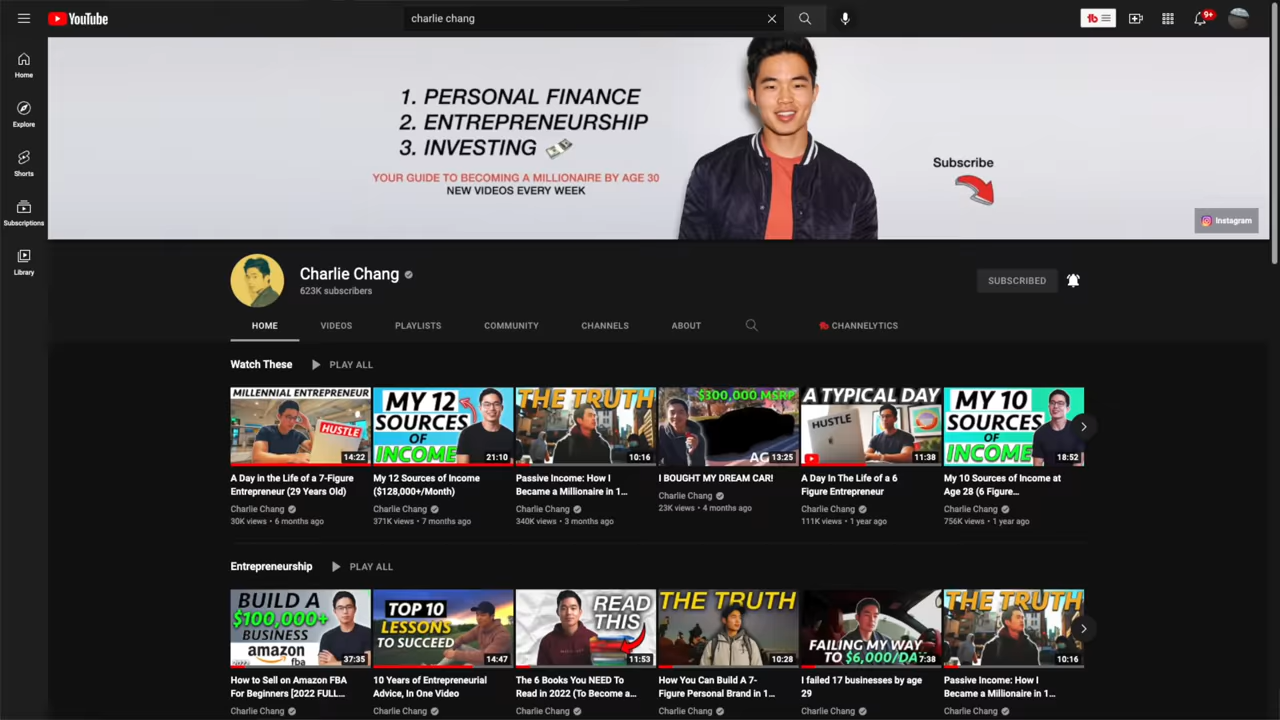 YouTube
charlie chang
9+
Home
Explore
Shorts
Subscriptions
Library
1. PERSONAL FINANCE
2. ENTREPRENEURSHIP
3. INVESTING
YOUR GUIDE TO BECOMING A MILLIONAIRE BY AGE 30
NEW VIDEOS EVERY WEEK
Subscribe
Instagram
Charlie Chang
623K subscribers
SUBSCRIBED
HOME VIDEOS PLAYLISTS COMMUNITY CHANNELS ABOUT CHANNELYTICS
Watch These PLAY ALL
MILLENNIAL ENTREPRENEUR
HUSTLE
14:22
A Day in the Life of a 7-Figure
Entrepreneur (29 Years Old)
Charlie Chang
30K views • 6 months ago
MY 12
SOURCES
OF
INCOME
21:10
My 12 Sources of Income
($128,000+/Month)
Charlie Chang
371K views • 7 months ago
THE TRUTH
10:16
Passive Income: How I
Became a Millionaire in 1...
Charlie Chang
340K views • 3 months ago
$300,000 MSRP
13:25
I BOUGHT MY DREAM CAR!
Charlie Chang
23K views • 4 months ago
A TYPICAL DAY
HUSTLE
11:38
A Day In The Life of a 6
Figure Entrepreneur
Charlie Chang
111K views • 1 year ago
MY 10
SOURCES
OF
INCOME
18:52
My 10 Sources of Income at
Age 28 (6 Figure...
Charlie Chang
756K views • 1 year ago
Entrepreneurship PLAY ALL
BUILD A
$100,000+
BUSINESS
amazon
fba
2022
37:35
How to Sell on Amazon FBA
For Beginners [2022 FULL...
Charlie Chang
TOP 10
LESSONS
TO SUCCEED
14:47
10 Years of Entrepreneurial
Advice, In One Video
Charlie Chang
READ
THIS
11:53
The 6 Books You NEED To
Read in 2022 (To Become a...
Charlie Chang
THE TRUTH
10:28
How You Can Build A 7-
Figure Personal Brand in 1...
Charlie Chang
FAILING MY WAY
TO $6,000/DA
7:38
I failed 17 businesses by age
29
Charlie Chang
THE TRUTH
10:16
Passive Income: How I
Became a Millionaire in 1...
Charlie Chang